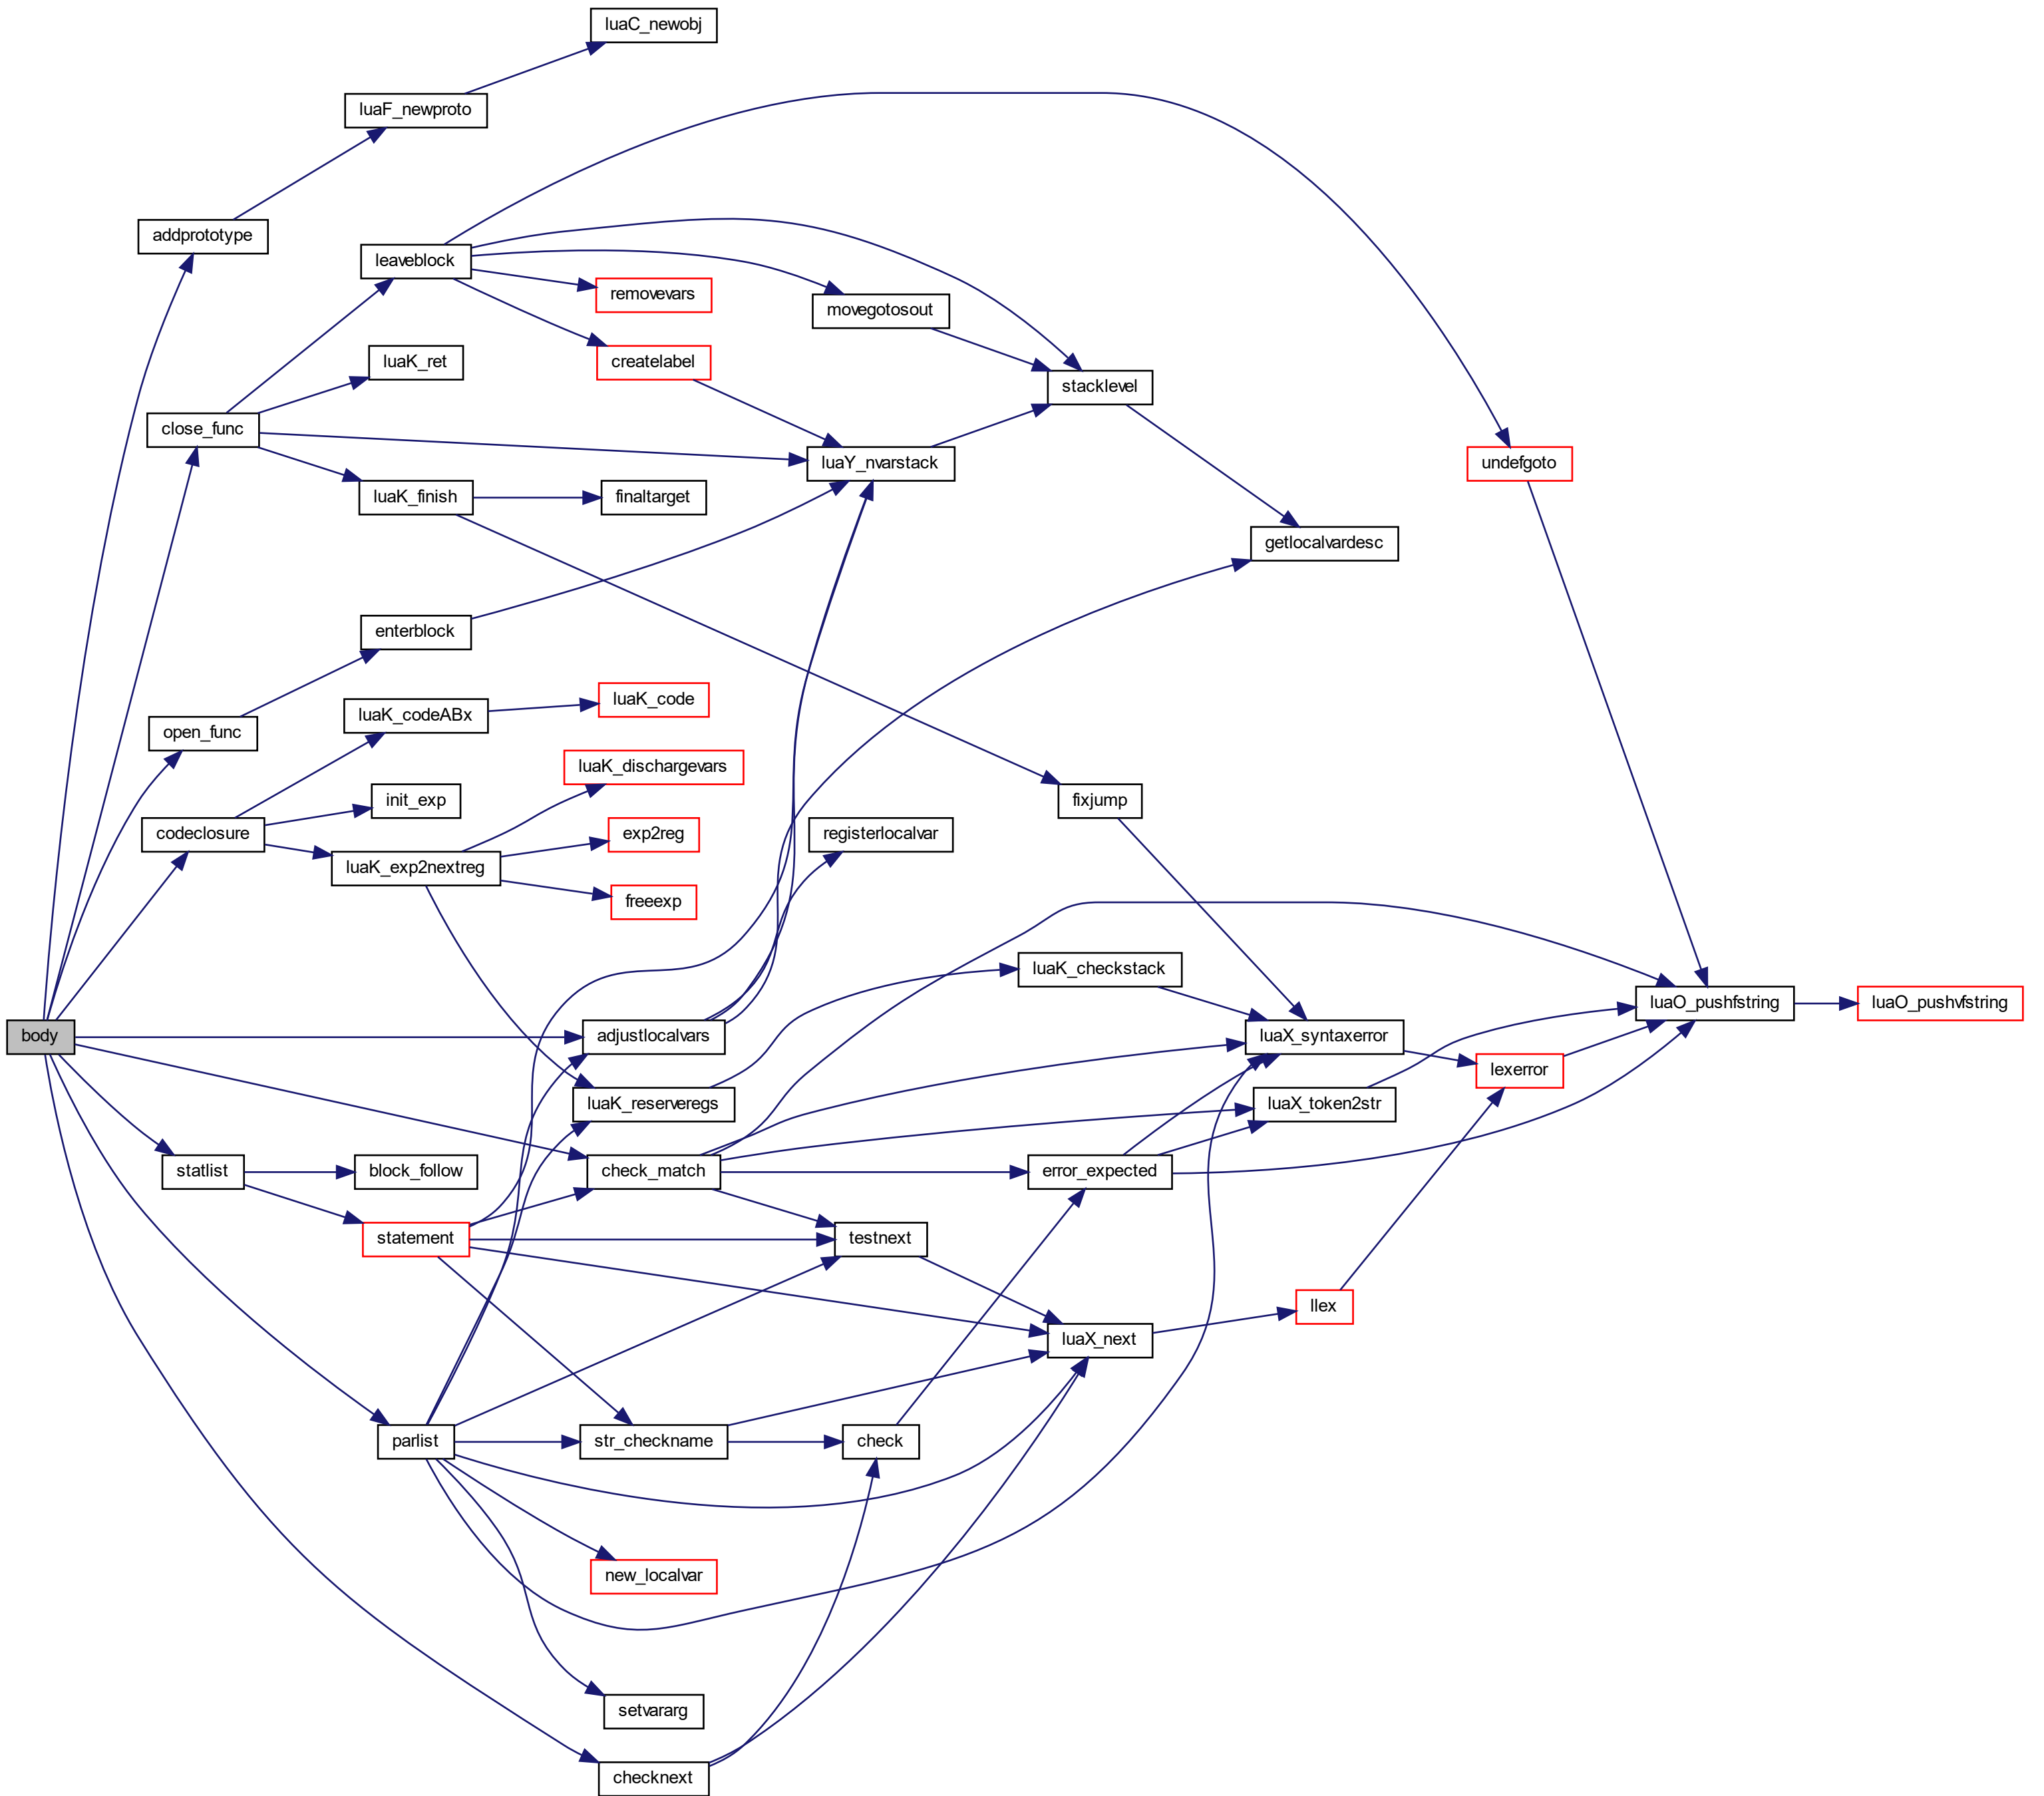 luaC_newobj
luaF_newproto
addprototype
leaveblock
removevars
movegotosout
luaK_ret
createlabel
stacklevel
close_func
luaY_nvarstack
undefgoto
luaK_finish
finaltarget
getlocalvardesc
enterblock
luaK_code
luaK_codeABx
open_func
luaK_dischargevars
init_exp
fixjump
codeclosure
exp2reg
registerlocalvar
luaK_exp2nextreg
freeexp
luaK_checkstack
luaO_pushfstring
luaO_pushvfstring
body
adjustlocalvars
luaX_syntaxerror
lexerror
luaK_reserveregs
luaX_token2str
statlist
block_follow
check_match
error_expected
statement
testnext
llex
luaX_next
parlist
str_checkname
check
new_localvar
setvararg
checknext